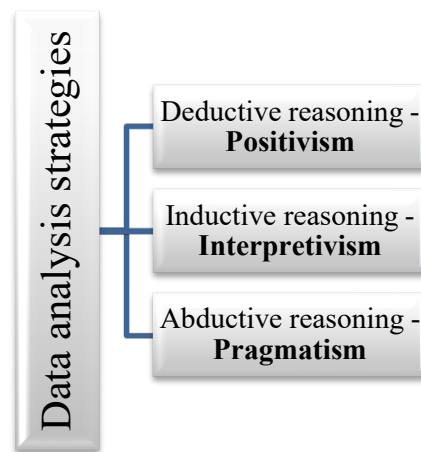 Data analysis strategies
Deductive reasoning -
Positivism
Inductive reasoning -
Interpretivism
Abductive reasoning -
Pragmatism